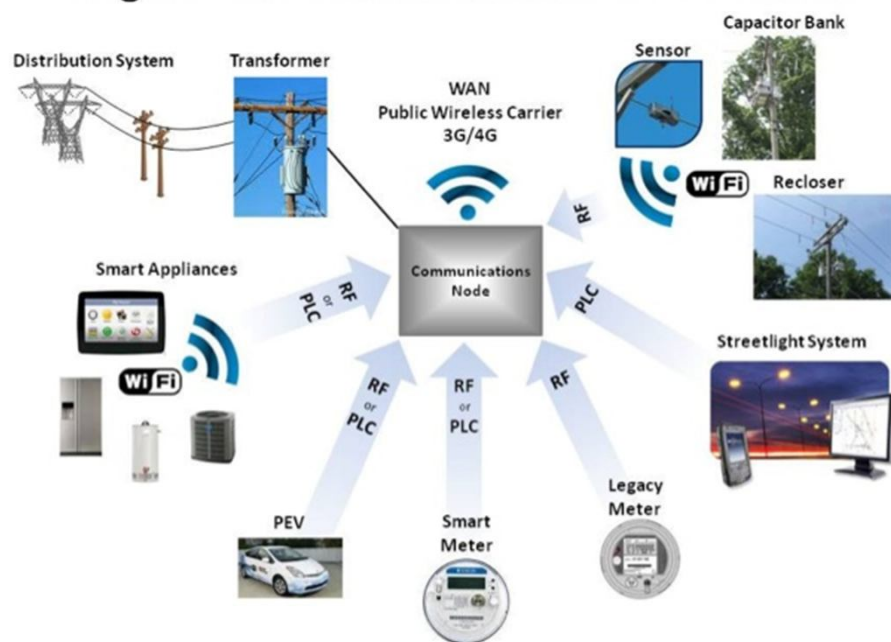 Distribution System
Transformer
WAN
Public Wireless Carrier
3G/4G
Sensor
Capacitor Bank
Wi Fi
Recloser
RF
Communications
Node
Smart Appliances
RF
or
PLC
PLC
Streetlight System
Wi Fi
RF
or
PLC
RF
or
PLC
RF
PEV
Smart
Meter
Legacy
Meter